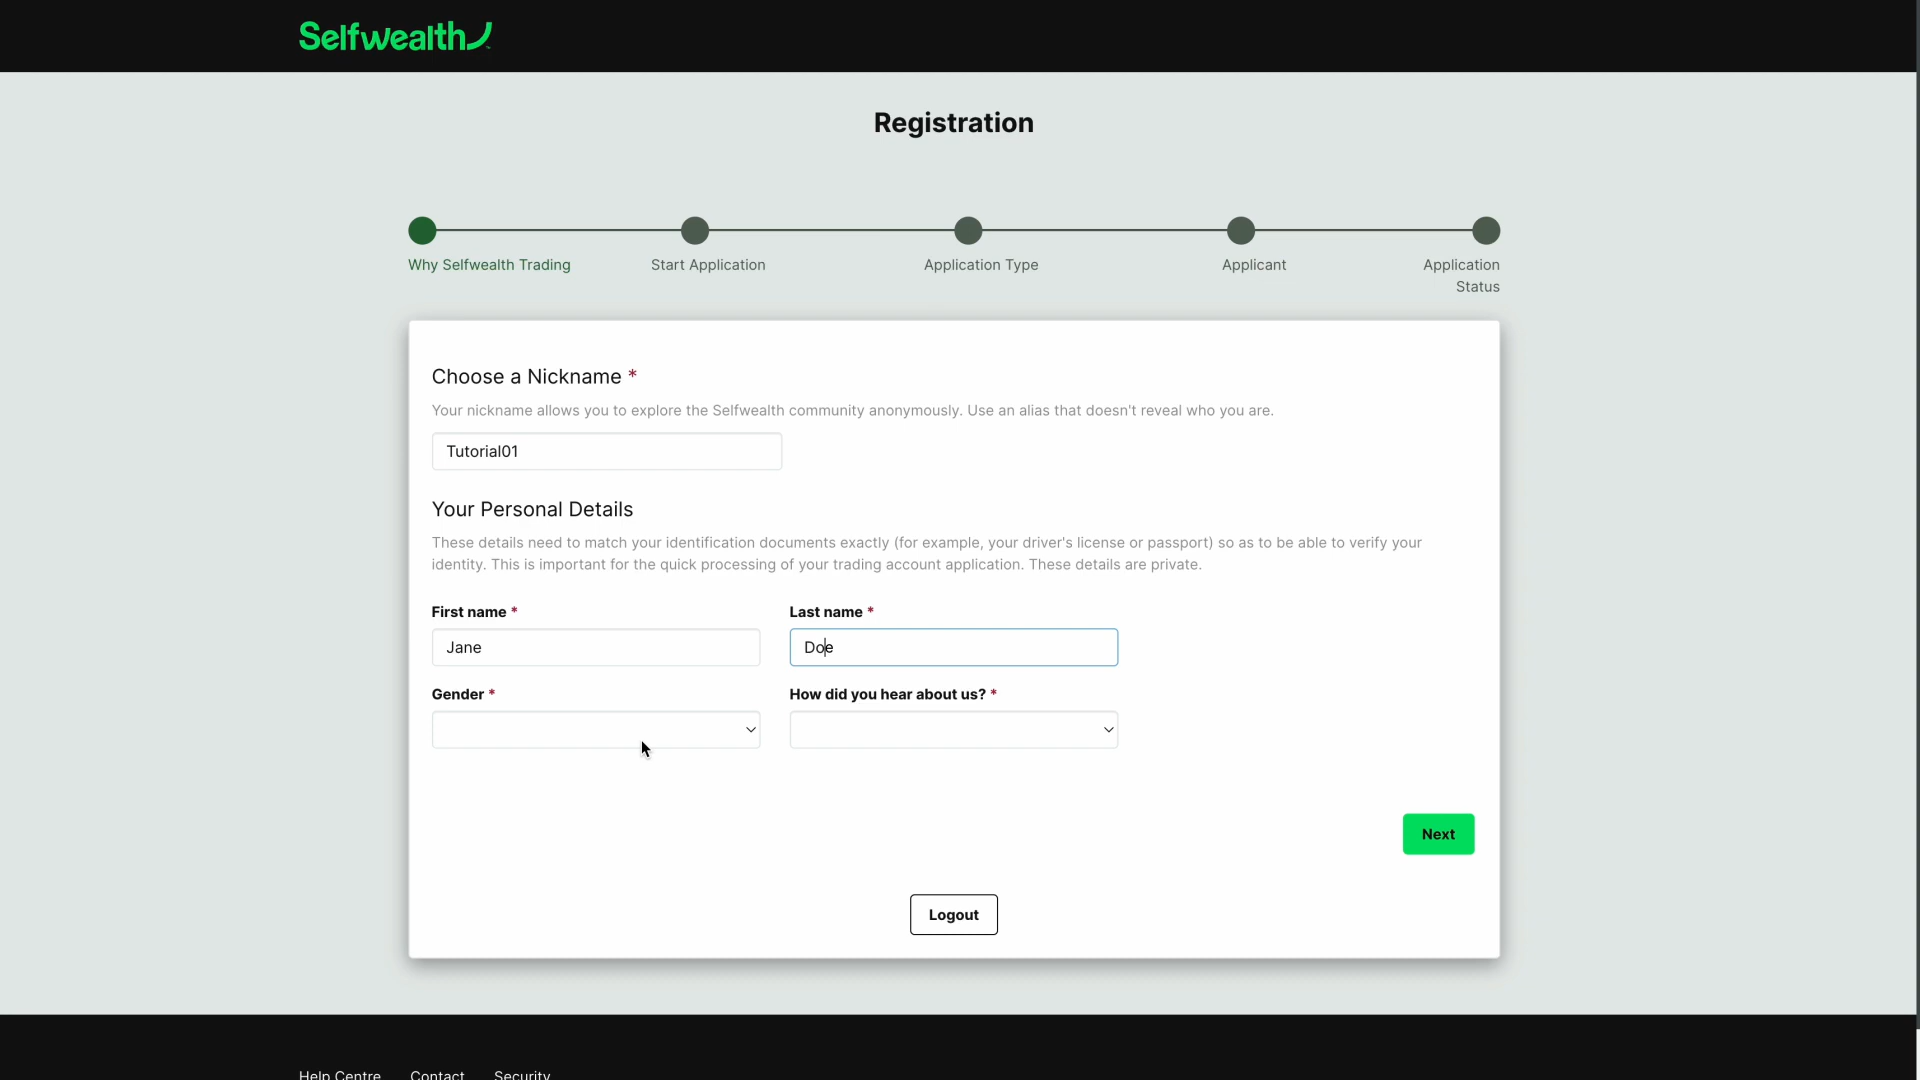 Selfwealth
Registration
Why Selfwealth Trading
Start Application
Application Type
Applicant
Application
Status
Choose a Nickname *
Your nickname allows you to explore the Selfwealth community anonymously. Use an alias that doesn't reveal who you are.
Tutorial01
Your Personal Details
These details need to match your identification documents exactly (for example, your driver's license or passport) so as to be able to verify your
identity. This is important for the quick processing of your trading account application. These details are private.
First name *
Last name *
Jane
Doe
Gender *
How did you hear about us? *
Next
Logout
Help Centre
Contact
Security